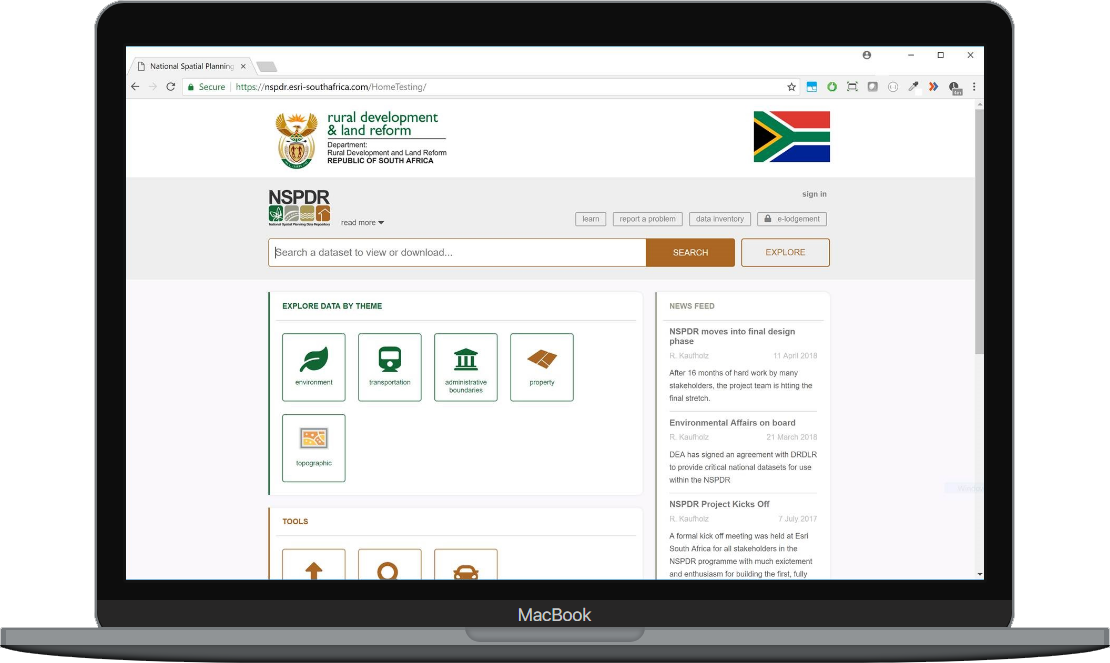 National Spatial Planning
Secure
https://nspdr.esri-southafrica.com/HomeTesting/
rural development
& land reform
Department:
Rural Development and Land Reform
REPUBLIC OF SOUTH AFRICA
NSPDR
National Spatial Planning Data Repository
read more
sign in
learn
report a problem
data inventory
e-lodgement
Search a dataset to view or download...
SEARCH
EXPLORE
EXPLORE DATA BY THEME
environment
transportation
administrative
boundaries
property
topographic
TOOLS
NEWS FEED
NSPDR moves into final design
phase
R. Kaufholz 11 April 2018
After 16 months of hard work by many
stakeholders, the project team is hting the
final stretch.
Environmental Affairs on board
R. Kaufholz 21 March 2018
DEA has signed an agreement with DRDLR
to provide critical national datasets for use
within the NSPDR
NSPDR Project Kicks Off
R. Kaufholz 7 July 2017
A formal kick off meeting was held at Esri
South Africa for all stakeholders in the
NSPDR programme with much exictement
and enthusiasm for building the first, fully
MacBook